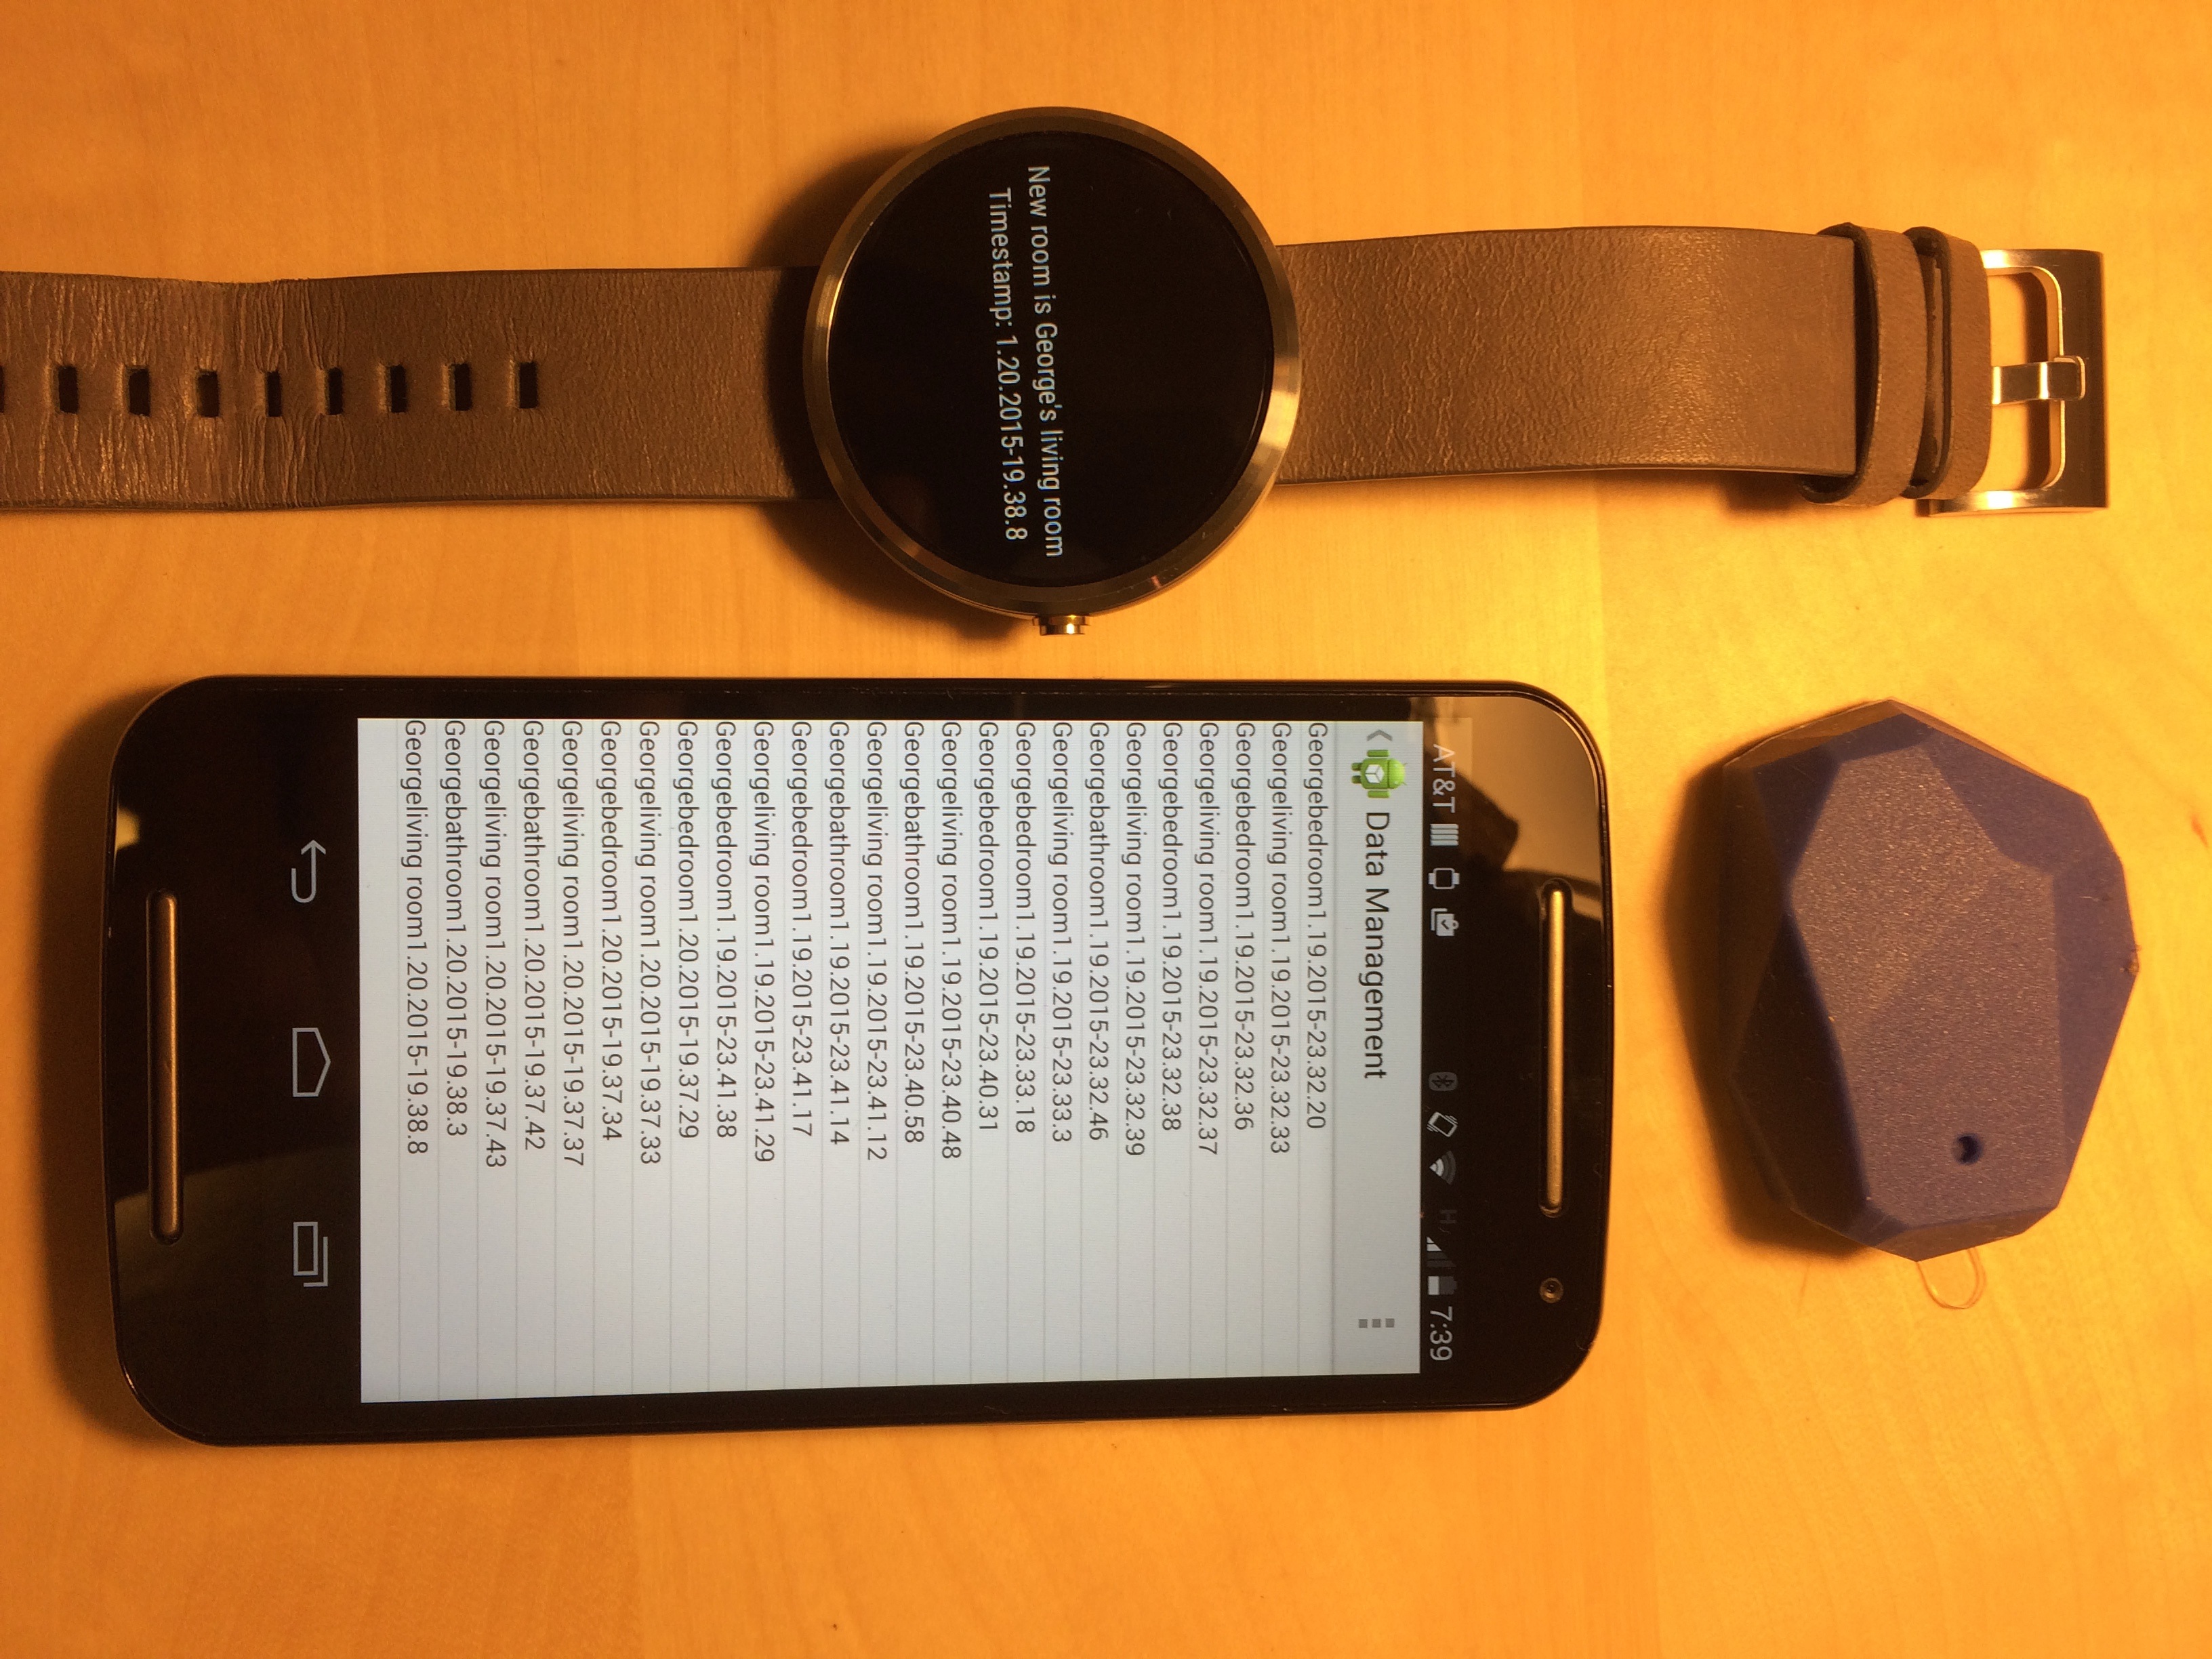 New room is George's living room
Timestamp: 1.20.2015-19.38.8
AT&T 7:39
Data Management
Georgebedroom1.19.2015-23.32.20
Georgeliving room1.19.2015-23.32.33
Georgebedroom1.19.2015-23.32.36
Georgeliving room1.19.2015-23.32.37
Georgebedroom1.19.2015-23.32.38
Georgeliving room1.19.2015-23.32.39
Georgebathroom1.19.2015-23.32.46
Georgeliving room1.19.2015-23.33.3
Georgebedroom1.19.2015-23.33.18
Georgebedroom1.19.2015-23.40.31
Georgeliving room1.19.2015-23.40.48
Georgebathroom1.19.2015-23.40.58
Georgeliving room1.19.2015-23.41.12
Georgebathroom1.19.2015-23.41.14
Georgebedroom1.19.2015-23.41.17
Georgeliving room1.19.2015-23.41.29
Georgebedroom1.19.2015-23.41.38
Georgebedroom1.20.2015-19.37.29
Georgeliving room1.20.2015-19.37.33
Georgebedroom1.20.2015-19.37.34
Georgeliving room1.20.2015-19.37.37
Georgebathroom1.20.2015-19.37.42
Georgeliving room1.20.2015-19.37.43
Georgebathroom1.20.2015-19.38.3
Georgeliving room1.20.2015-19.38.8